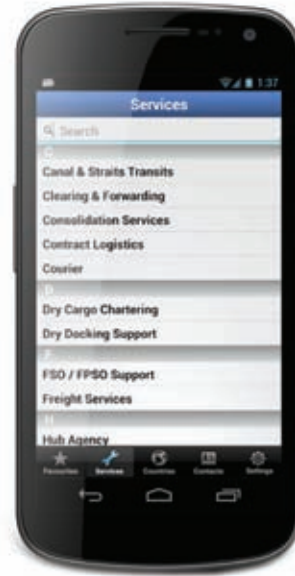 1:37
Services
Search
C
Canal & Straits Transits
Clearing & Forwarding
Consolidation Services
Contract Logistics
Courier
D
Dry Cargo Chartering
Dry Docking Support
F
FSO / FPSO Support
Freight Services
H
Hub Agency
Favourites Services Countries Contacts Settings